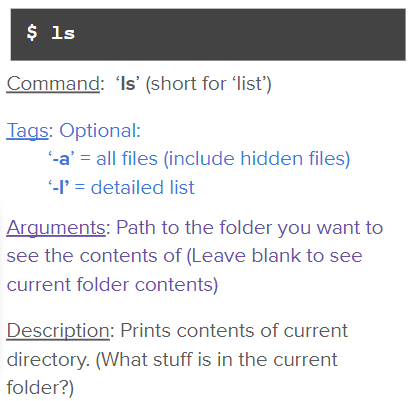 $ ls
Command: ‘ls’ (short for ‘list’)
Tags: Optional:
‘-a’ = all files (include hidden files)
‘-l’ = detailed list
Arguments: Path to the folder you want to
see the contents of (Leave blank to see
current folder contents)
Description: Prints contents of current
directory. (What stuff is in the current
folder?)